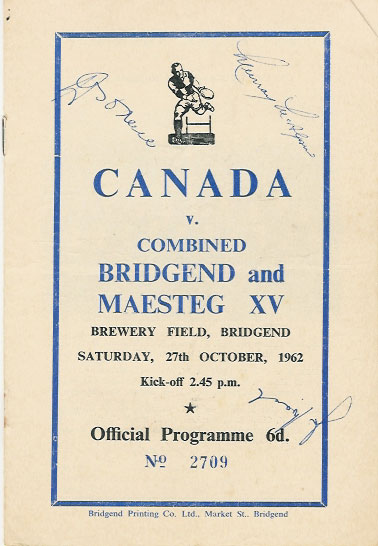 CANADA
v.
COMBINED
BRIDGEND and
MAESTEG XV
BREWERY FIELD, BRIDGEND
SATURDAY, 27th OCTOBER, 1962
Kick-off 2.45 p.m.
★
Official Programme 6d.
Nº 2709
Bridgend Printing Co. Ltd., Market St., Bridgend
Murray